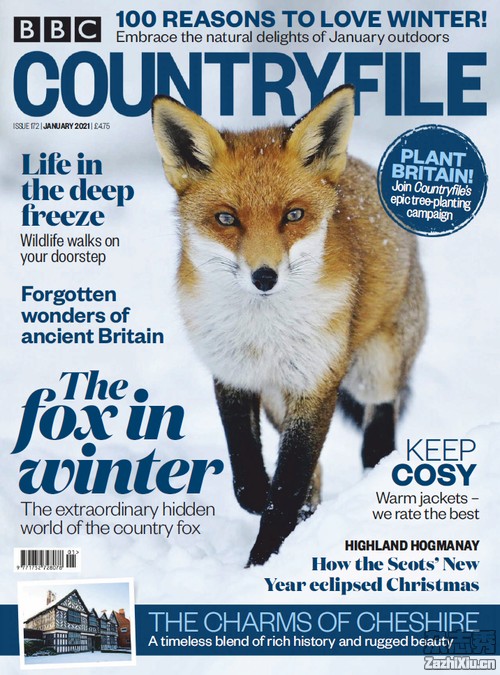 BBC
100 REASONS TO LOVE WINTER!
Embrace the natural delights of January outdoors
COUNTRYFILE
ISSUE 172 | JANUARY 2021 | £4.75
Life in
the deep
freeze
Wildlife walks on
your doorstep
PLANT
BRITAIN!
Join Countryfile's
epic tree-planting
campaign
Forgotten
wonders of
ancient Britain
The
fox in
winter
The extraordinary hidden
world of the country fox
KEEP
COSY
Warm jackets –
we rate the best
HIGHLAND HOGMANAY
How the Scots' New
Year eclipsed Christmas
THE CHARMS OF CHESHIRE
A timeless blend of rich history and rugged beauty
ZazhiXiu.cn